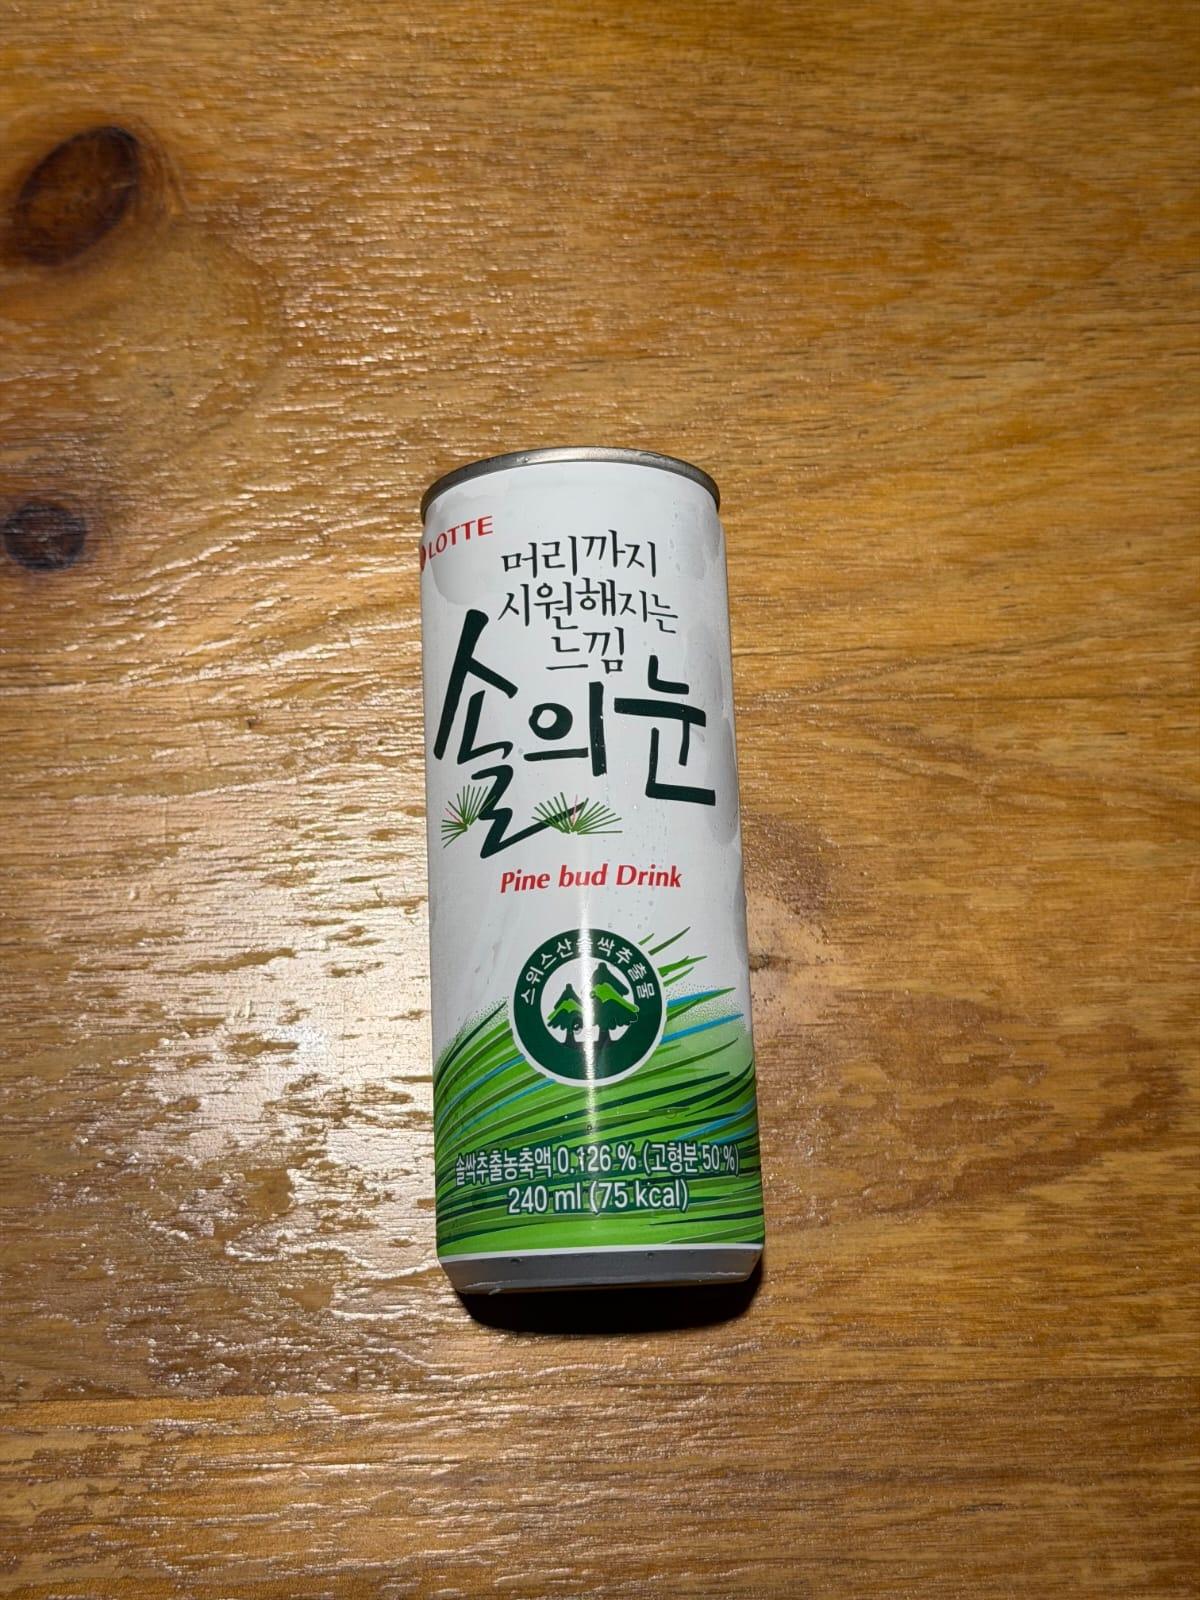 LOTTE
머리까지
시원해지는
느낌
솔의눈
Pine bud Drink
스위스산솔싹추출물
솔싹추출농축액 0.126 % (고형분 50 %)
240 ml (75 kcal)